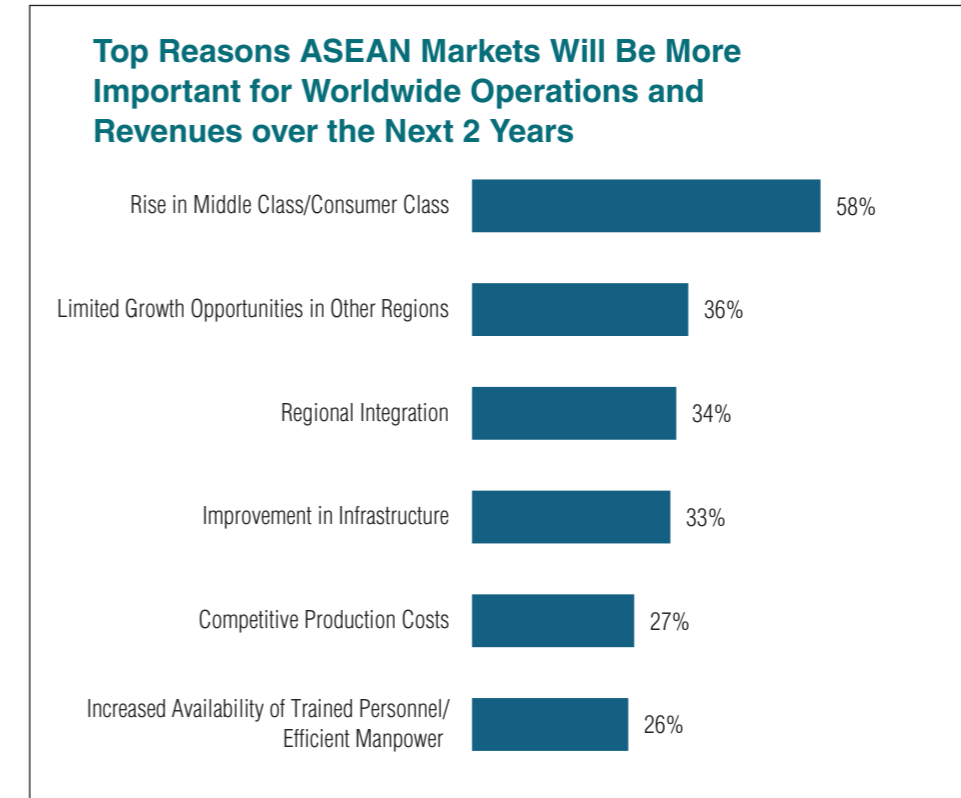 Top Reasons ASEAN Markets Will Be More
Important for Worldwide Operations and
Revenues over the Next 2 Years
Rise in Middle Class/Consumer Class 58%
Limited Growth Opportunities in Other Regions 36%
Regional Integration 34%
Improvement in Infrastructure 33%
Competitive Production Costs 27%
Increased Availability of Trained Personnel/
Efficient Manpower 26%